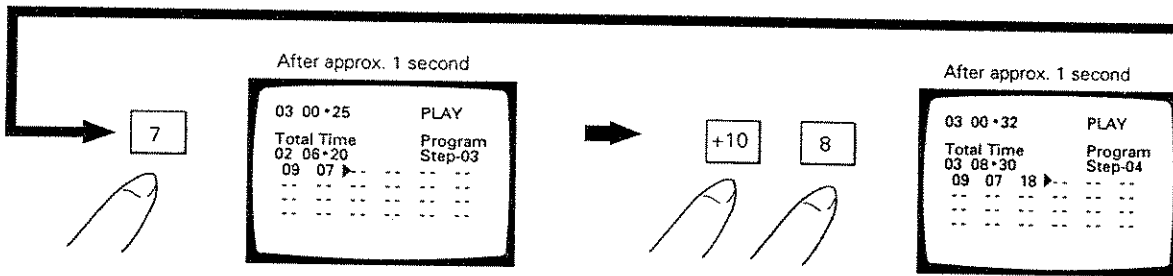 After approx. 1 second
7
03 00•25 PLAY
Total Time Program
02 06•20 Step-03
09 07 ▶-- -- -- --
-- -- -- -- -- --
-- -- -- -- -- --
-- -- -- -- -- --
+10 8
After approx. 1 second
03 00•32 PLAY
Total Time Program
03 08•30 Step-04
09 07 18 ▶-- -- --
-- -- -- -- -- --
-- -- -- -- -- --
-- -- -- -- -- --